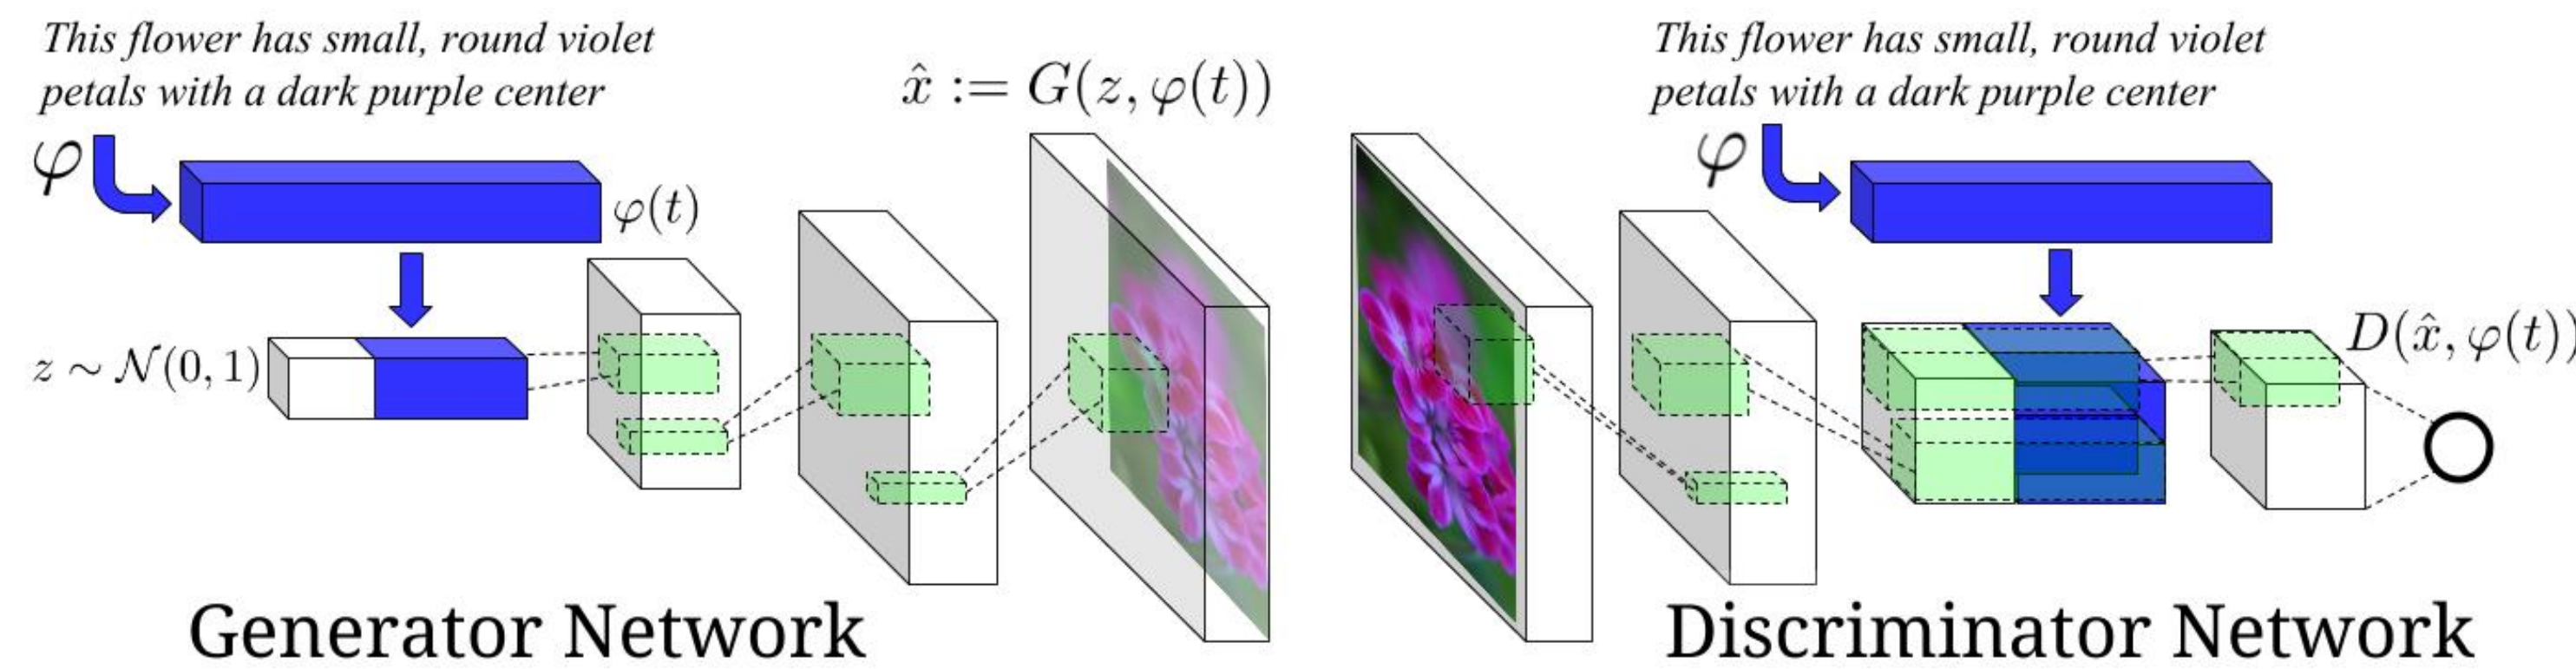 This flower has small, round violet
petals with a dark purple center
φ
φ(t)
z ~ 𝒩(0, 1)
x̂ := G(z, φ(t))
Generator Network
This flower has small, round violet
petals with a dark purple center
φ
D(x̂, φ(t))
Discriminator Network